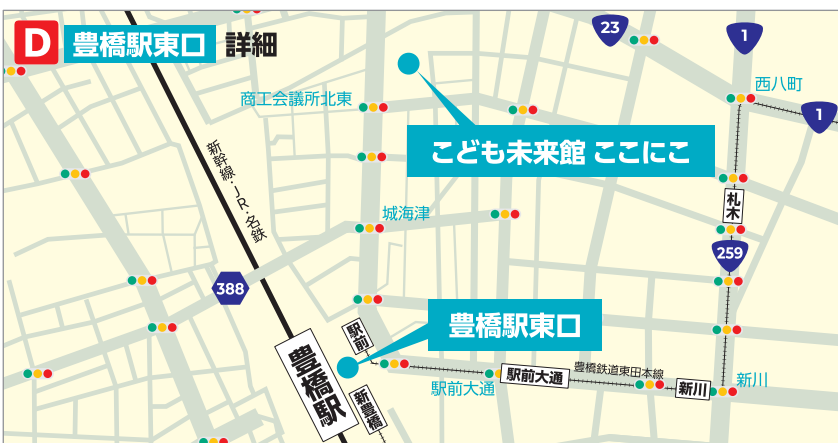 D 豊橋駅東口 詳細
23
1
西八町
1
商工会議所北東
こども未来館 ここにこ
新幹線・JR・名鉄
札木
城海津
259
388
豊橋駅東口
駅前
豊橋駅
新豊橋
駅前大通
駅前大通
豊橋鉄道東田本線
新川
新川